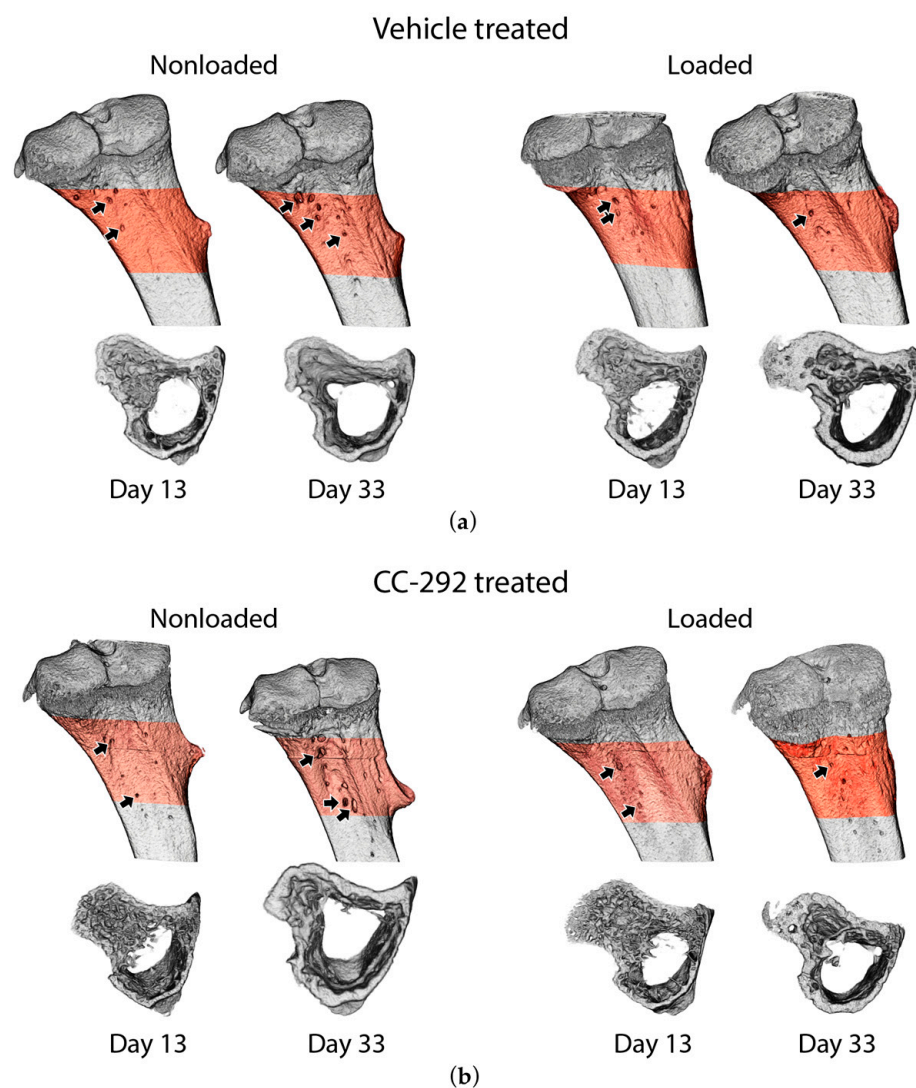 Vehicle treated
Nonloaded
Loaded
Day 13
Day 33
Day 13
Day 33
(a)
CC-292 treated
Nonloaded
Loaded
Day 13
Day 33
Day 13
Day 33
(b)